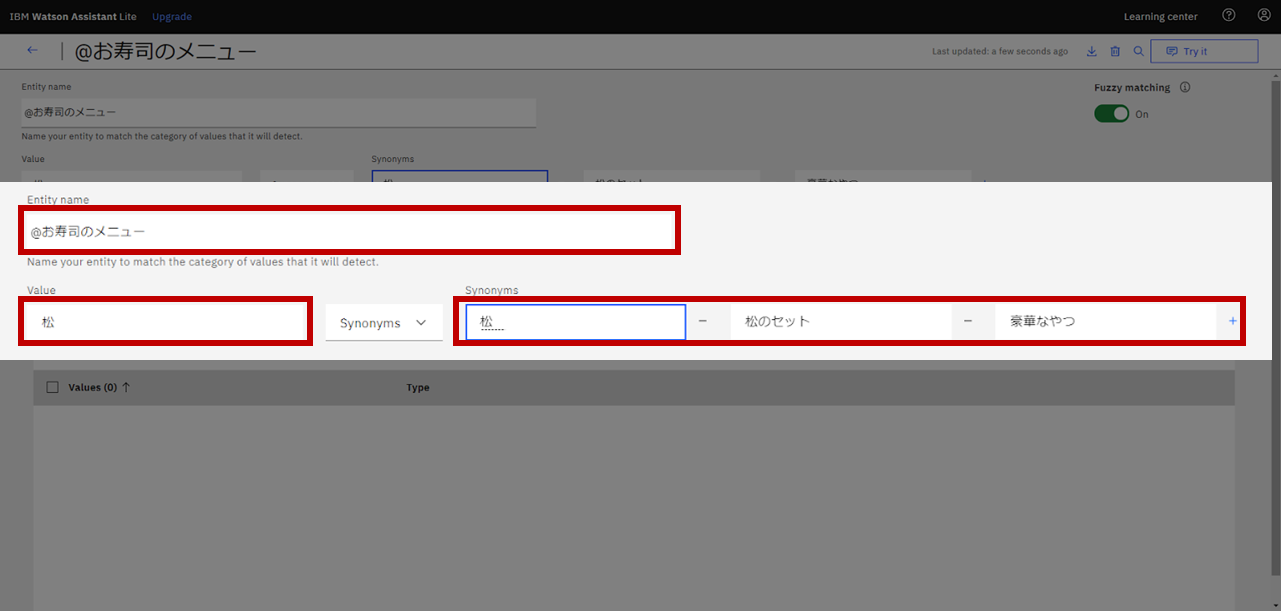 IBM Watson Assistant Lite Upgrade Learning center
@お寿司のメニュー Last updated: a few seconds ago Try it
Entity name Fuzzy matching
@お寿司のメニュー On
Name your entity to match the category of values that it will detect.
Value Synonyms
Entity name
@お寿司のメニュー
Name your entity to match the category of values that it will detect.
Value Synonyms
松 Synonyms 松 松のセット 豪華なやつ
Values (0) Type